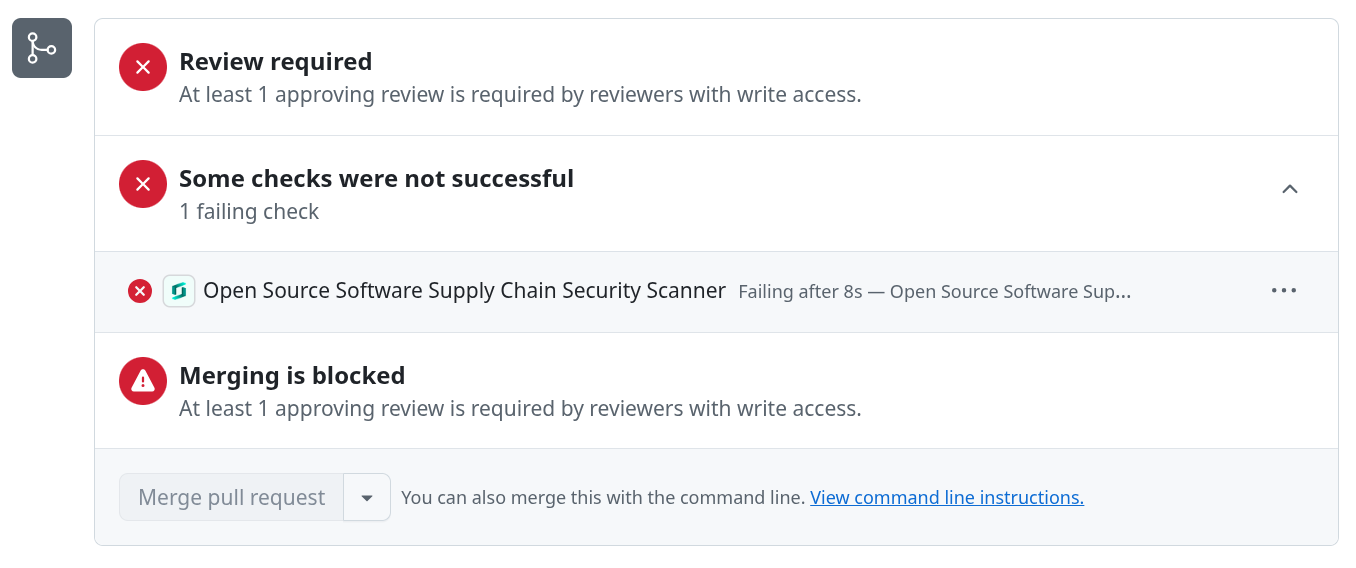 Review required
At least 1 approving review is required by reviewers with write access.
Some checks were not successful
1 failing check
Open Source Software Supply Chain Security Scanner Failing after 8s — Open Source Software Sup...
Merging is blocked
At least 1 approving review is required by reviewers with write access.
Merge pull request You can also merge this with the command line. View command line instructions.